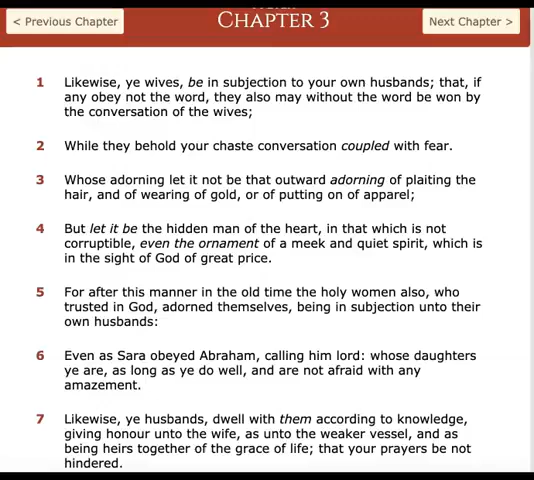 < Previous Chapter
CHAPTER 3
Next Chapter >
1 Likewise, ye wives, be in subjection to your own husbands; that, if
any obey not the word, they also may without the word be won by
the conversation of the wives;
2 While they behold your chaste conversation coupled with fear.
3 Whose adorning let it not be that outward adorning of plaiting the
hair, and of wearing of gold, or of putting on of apparel;
4 But let it be the hidden man of the heart, in that which is not
corruptible, even the ornament of a meek and quiet spirit, which is
in the sight of God of great price.
5 For after this manner in the old time the holy women also, who
trusted in God, adorned themselves, being in subjection unto their
own husbands:
6 Even as Sara obeyed Abraham, calling him lord: whose daughters
ye are, as long as ye do well, and are not afraid with any
amazement.
7 Likewise, ye husbands, dwell with them according to knowledge,
giving honour unto the wife, as unto the weaker vessel, and as
being heirs together of the grace of life; that your prayers be not
hindered.